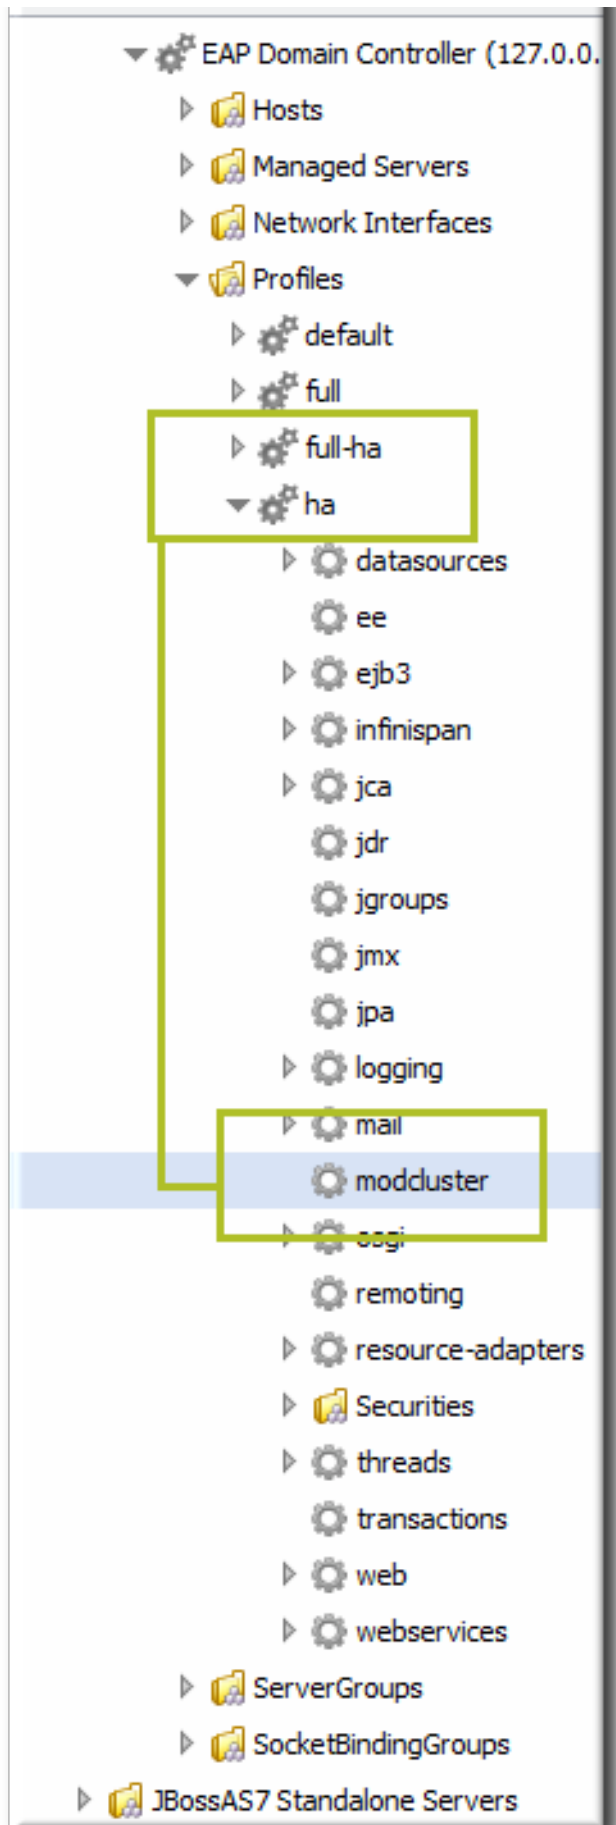 EAP Domain Controller (127.0.0.
Hosts
Managed Servers
Network Interfaces
Profiles
default
full
full-ha
ha
datasources
ee
ejb3
infinispan
jca
jdr
jgroups
jmx
jpa
logging
mail
modcluster
osgi
remoting
resource-adapters
Securities
threads
transactions
web
webservices
ServerGroups
SocketBindingGroups
JBossAS7 Standalone Servers